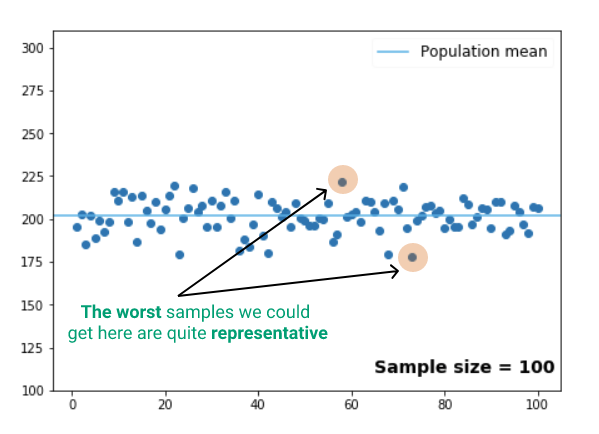 300
275
250
225
200
175
150
125
100
Population mean
The worst samples we could
get here are quite representative
Sample size = 100
0 20 40 60 80 100